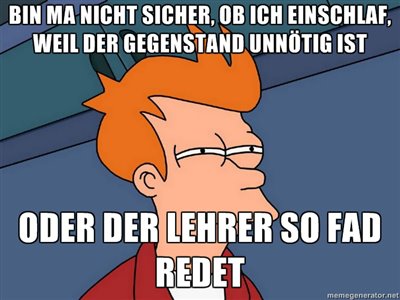 BIN MA NICHT SICHER, OB ICH EINSCHLAF,
WEIL DER GEGENSTAND UNNÖTIG IST
ODER DER LEHRER SO FAD
REDET
memegenerator.net